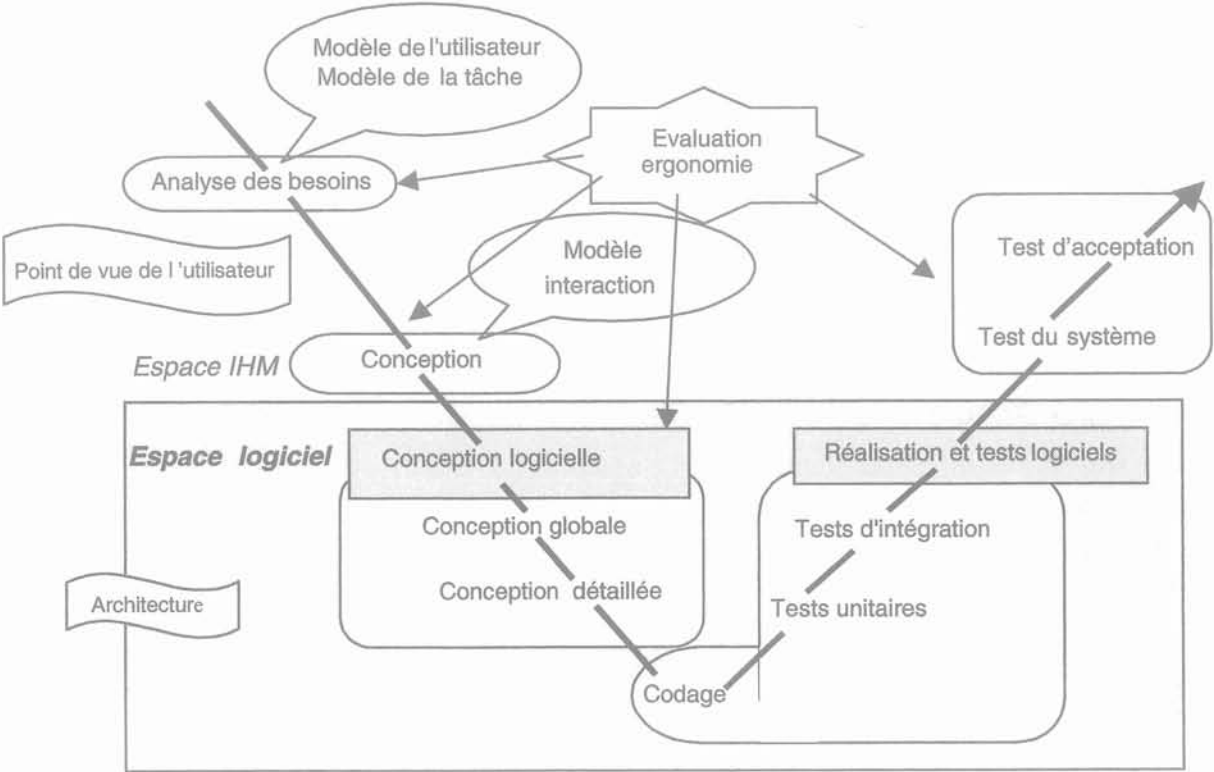 Modèle de l'utilisateur
Modèle de la tâche
Evaluation
ergonomie
Analyse des besoins
Point de vue de l'utilisateur
Modèle
interaction
Test d'acceptation
Test du système
Espace IHM
Conception
Espace logiciel
Conception logicielle
Réalisation et tests logiciels
Conception globale
Tests d'intégration
Conception détaillée
Architecture
Tests unitaires
Codage